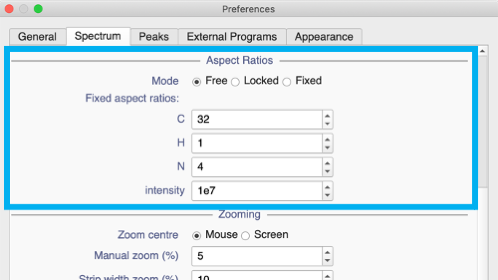 Preferences
General Spectrum Peaks External Programs Appearance
Aspect Ratios
Mode Free Locked Fixed
Fixed aspect ratios:
C 32
H 1
N 4
intensity 1e7
Zooming
Zoom centre Mouse Screen
Manual zoom (%) 5
Strip width zoom (%) 10